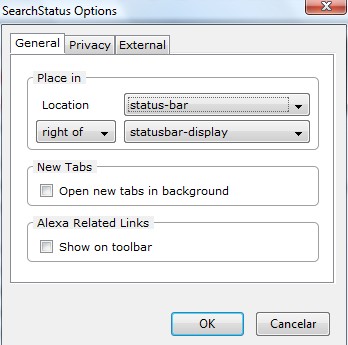 SearchStatus Options
General Privacy External
Place in
Location status-bar
right of statusbar-display
New Tabs
Open new tabs in background
Alexa Related Links
Show on toolbar
OK Cancelar